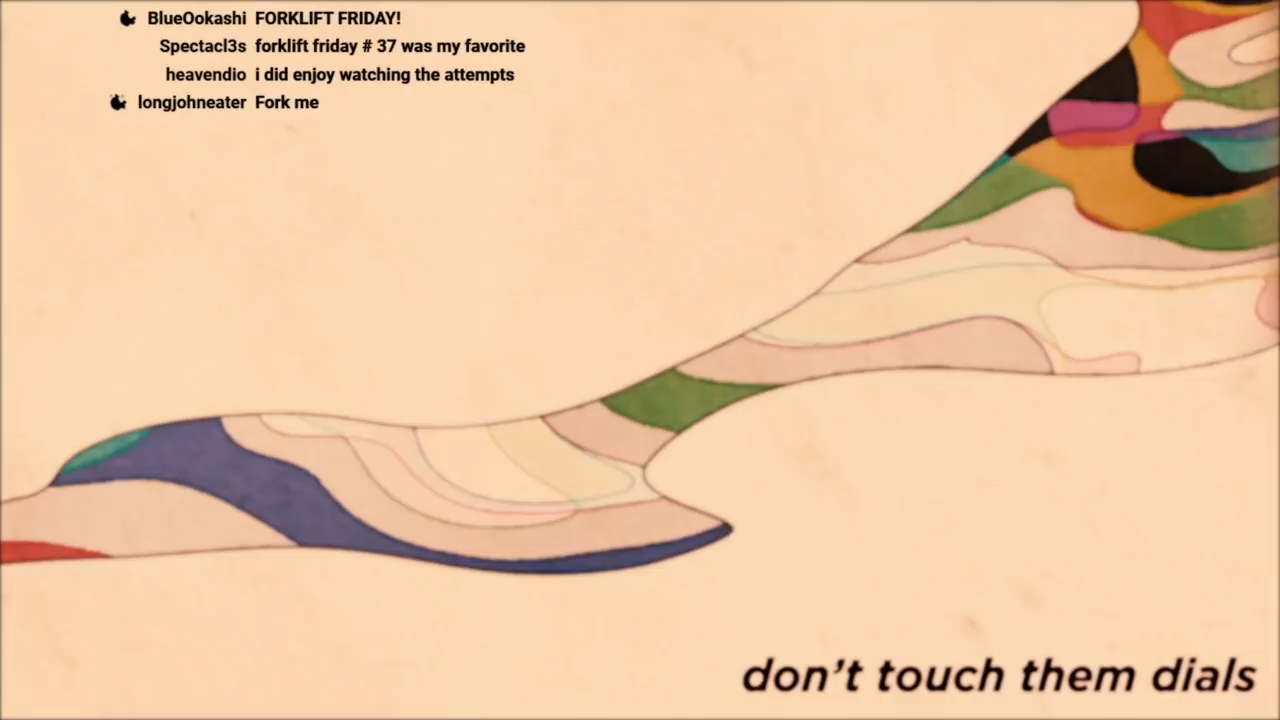 BlueOokashi FORKLIFT FRIDAY!
Spectacl3s forklift friday # 37 was my favorite
heavendio i did enjoy watching the attempts
longjohneater Fork me
don't touch them dials